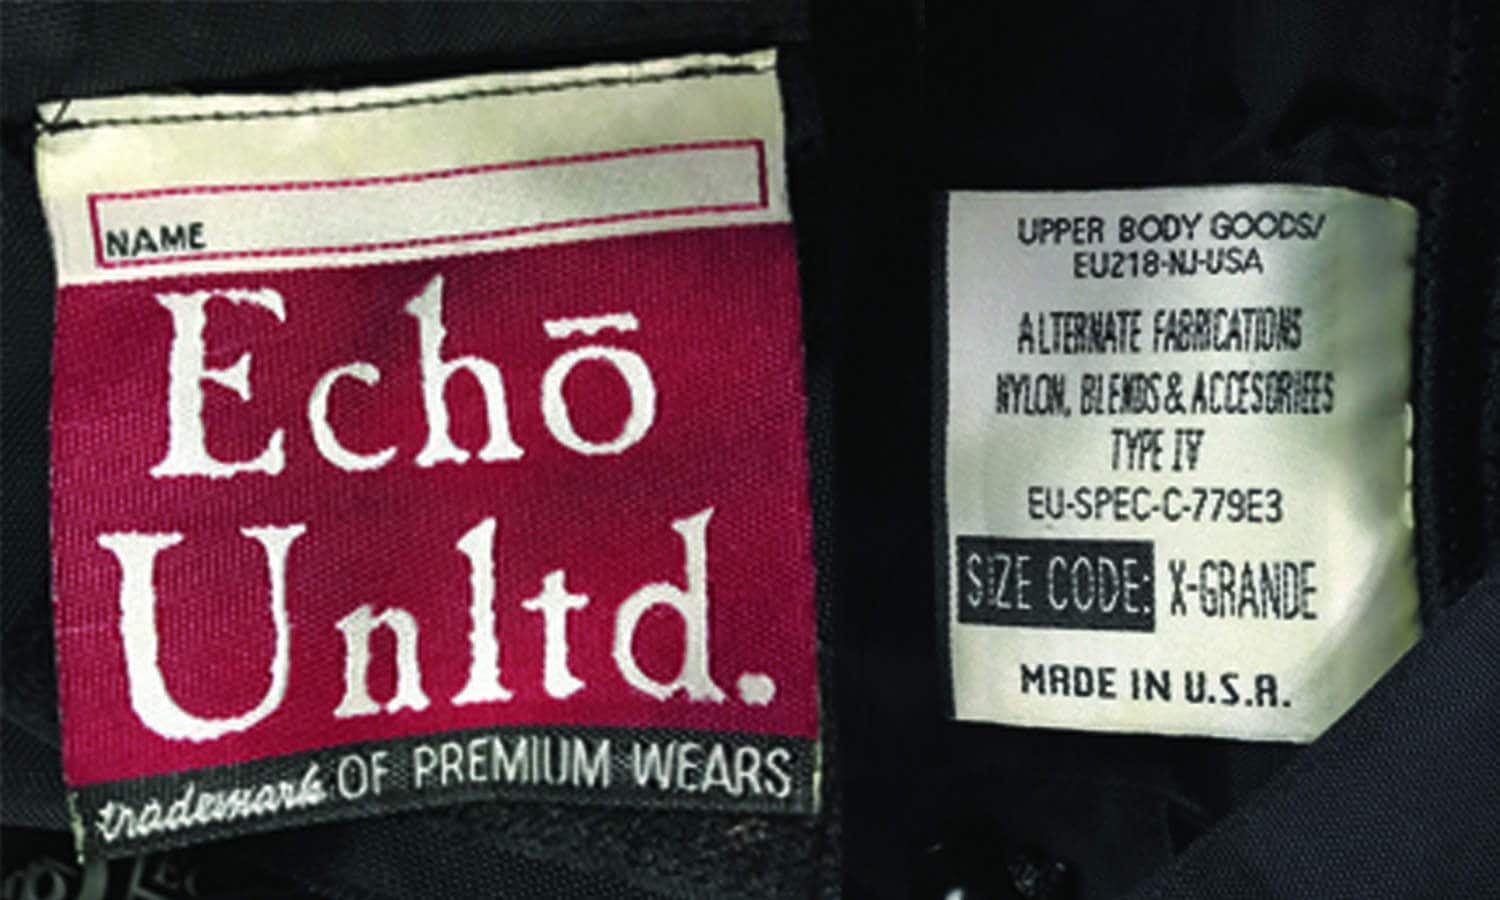 NAME
Echō
Unltd.
trademark OF PREMIUM WEARS
UPPER BODY GOODS/
EU218-NJ-USA
ALTERNATE FABRICATIONS
NYLON, BLENDS & ACCESORIEES
TYPE IV
EU-SPEC-C-779E3
SIZE CODE: X-GRANDE
MADE IN U.S.A.